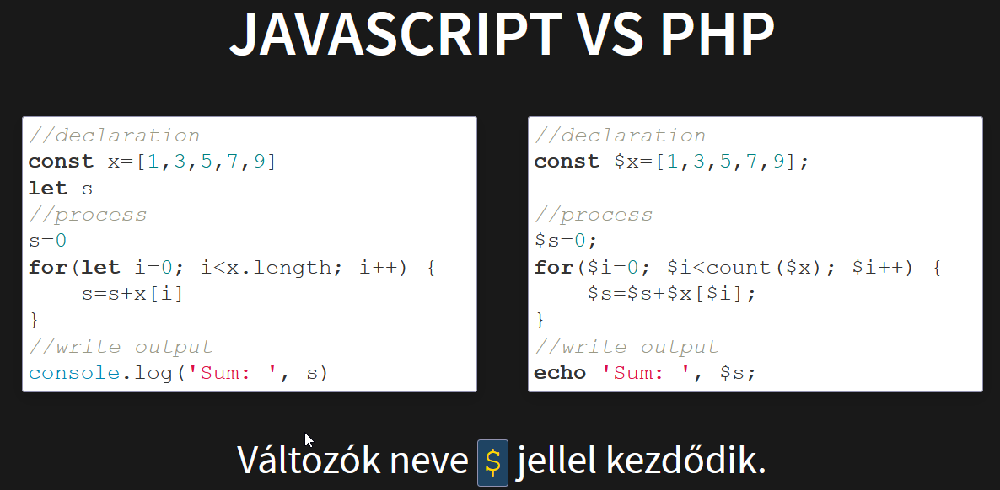 JAVASCRIPT VS PHP
//declaration
const x=[1,3,5,7,9]
let s
//process
s=0
for(let i=0; i<x.length; i++) {
    s=s+x[i]
}
//write output
console.log('Sum: ', s)
//declaration
const $x=[1,3,5,7,9];
//process
$s=0;
for($i=0; $i<count($x); $i++) {
    $s=$s+$x[$i];
}
//write output
echo 'Sum: ', $s;
Változók neve $ jellel kezdődik.